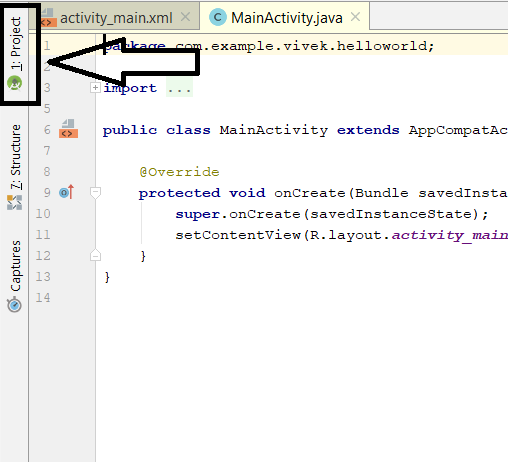 1: Project
7: Structure
Captures
activity_main.xml
MainActivity.java
1 package com.example.vivek.helloworld;
2
3 import ...
5
6 public class MainActivity extends AppCompatAc
7
8 @Override
9 protected void onCreate(Bundle savedInsta
10 super.onCreate(savedInstanceState);
11 setContentView(R.layout.activity_main
12 }
13 }
14